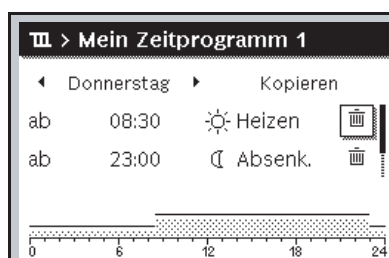 > Mein Zeitprogramm 1
Donnerstag Kopieren
ab 08:30 Heizen
ab 23:00 Absenk.
0 6 12 18 24